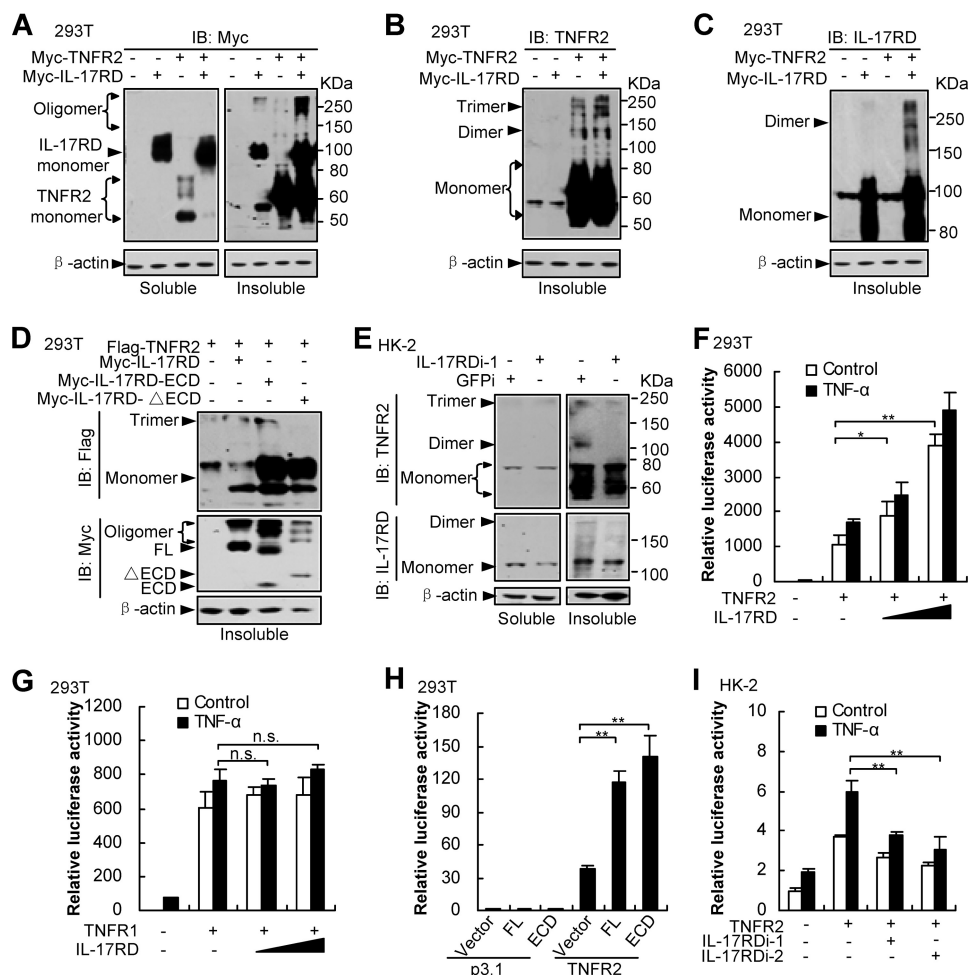 A 293T
IB: Myc
Myc-TNFR2 - - + + - - + +
Myc-IL-17RD - + - + - + - + KDa
Oligomer
250
150
IL-17RD
monomer
100
80
TNFR2
monomer
60
50
β -actin
Soluble Insoluble
B 293T
IB: TNFR2
Myc-TNFR2 - - + +
Myc-IL-17RD - + - + KDa
Trimer
250
Dimer
150
100
Monomer
80
60
50
β -actin
Insoluble
C 293T
IB: IL-17RD
Myc-TNFR2 - - + +
Myc-IL-17RD - + - + KDa
250
Dimer
150
100
Monomer
80
β -actin
Insoluble
D 293T
Flag-TNFR2 + + + +
Myc-IL-17RD +
Myc-IL-17RD-ECD +
Myc-IL-17RD- △ECD +
IB: Flag
Trimer
Monomer
IB: Myc
Oligomer
FL
△ECD
ECD
β -actin
Insoluble
E HK-2
IL-17RDi-1 - + - +
GFPi + - + - KDa
IB: TNFR2
Trimer
250
150
Dimer
100
Monomer
80
60
IB: IL-17RD
Dimer
150
Monomer
100
β -actin
Soluble Insoluble
F 293T
Relative luciferase activity
6000
5000
4000
3000
2000
1000
0
Control
TNF-α
*
**
TNFR2 - + + +
IL-17RD - -
G 293T
Relative luciferase activity
1200
1000
800
600
400
200
0
Control
TNF-α
n.s.
n.s.
TNFR1 - + + +
IL-17RD - -
H 293T
Relative luciferase activity
180
150
120
90
60
30
0
**
**
Vector FL ECD Vector FL ECD
p3.1 TNFR2
I HK-2
Relative luciferase activity
10
8
6
4
2
0
Control
TNF-α
**
**
TNFR2 - + + +
IL-17RDi-1 - - + -
IL-17RDi-2 - - - +